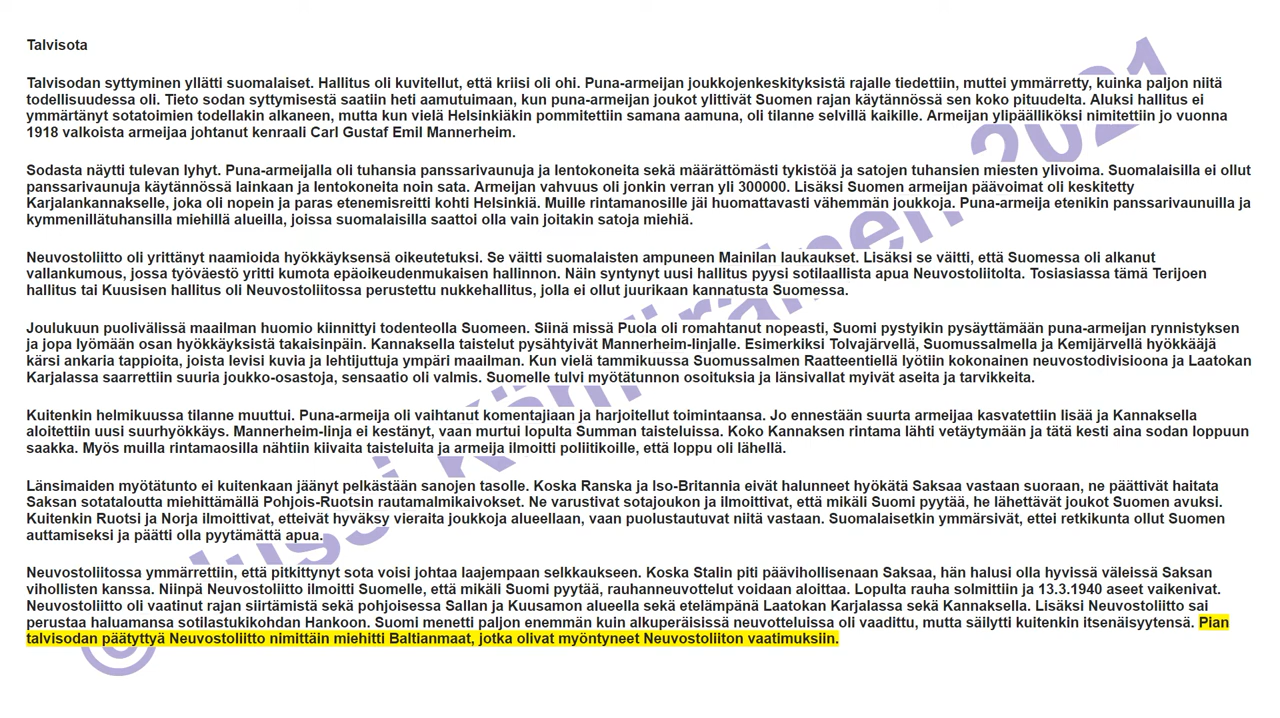 Talvisota
Talvisodan syttyminen yllätti suomalaiset. Hallitus oli kuvitellut, että kriisi oli ohi. Puna-armeijan joukkojenkeskityksistä rajalle tiedettiin, muttei ymmärretty, kuinka paljon niitä
todellisuudessa oli. Tieto sodan syttymisestä saatiin heti aamutuimaan, kun puna-armeijan joukot ylittivät Suomen rajan käytännössä sen koko pituudelta. Aluksi hallitus ei
ymmärtänyt sotatoimien todellakin alkaneen, mutta kun vielä Helsinkiäkin pommitettiin samana aamuna, oli tilanne selvillä kaikille. Armeijan ylipäälliköksi nimitettiin jo vuonna
1918 valkoista armeijaa johtanut kenraali Carl Gustaf Emil Mannerheim.
Sodasta näytti tulevan lyhyt. Puna-armeijalla oli tuhansia panssarivaunuja ja lentokoneita sekä määrättömästi tykistöä ja satojen tuhansien miesten ylivoima. Suomalaisilla ei ollut
panssarivaunuja käytännössä lainkaan ja lentokoneita noin sata. Armeijan vahvuus oli jonkin verran yli 300000. Lisäksi Suomen armeijan päävoimat oli keskitetty
Karjalankannakselle, joka oli nopein ja paras etenemisreitti kohti Helsinkiä. Muille rintamanosille jäi huomattavasti vähemmän joukkoja. Puna-armeija etenikin panssarivaunuilla ja
kymmenillätuhansilla miehillä alueilla, joissa suomalaisilla saattoi olla vain joitakin satoja miehiä.
Neuvostoliitto oli yrittänyt naamioida hyökkäyksensä oikeutetuksi. Se väitti suomalaisten ampuneen Mainilan laukaukset. Lisäksi se väitti, että Suomessa oli alkanut
vallankumous, jossa työväestö yritti kumota epäoikeudenmukaisen hallinnon. Näin syntynyt uusi hallitus pyysi sotilaallista apua Neuvostoliitolta. Tosiasiassa tämä Terijoen
hallitus tai Kuusisen hallitus oli Neuvostoliitossa perustettu nukkehallitus, jolla ei ollut juurikaan kannatusta Suomessa.
Joulukuun puolivälissä maailman huomio kiinnittyi todenteolla Suomeen. Siinä missä Puola oli romahtanut nopeasti, Suomi pystyikin pysäyttämään puna-armeijan rynnistyksen
ja jopa lyömään osan hyökkäyksistä takaisinpäin. Kannaksella taistelut pysähtyivät Mannerheim-linjalle. Esimerkiksi Tolvajärvellä, Suomussalmella ja Kemijärvellä hyökkääjä
kärsi ankaria tappioita, joista levisi kuvia ja lehtijuttuja ympäri maailman. Kun vielä tammikuussa Suomussalmen Raatteentiellä lyötiin kokonainen neuvostodivisioona ja Laatokan
Karjalassa saarrettiin suuria joukko-osastoja, sensaatio oli valmis. Suomelle tulvi myötätunnon osoituksia ja länsivallat myivät aseita ja tarvikkeita.
Kuitenkin helmikuussa tilanne muuttui. Puna-armeija oli vaihtanut komentajiaan ja harjoitellut toimintaansa. Jo ennestään suurta armeijaa kasvatettiin lisää ja Kannaksella
aloitettiin uusi suurhyökkäys. Mannerheim-linja ei kestänyt, vaan murtui lopulta Summan taisteluissa. Koko Kannaksen rintama lähti vetäytymään ja tätä kesti aina sodan loppuun
saakka. Myös muilla rintamaosilla nähtiin kiivaita taisteluita ja armeija ilmoitti poliitikoille, että loppu oli lähellä.
Länsimaiden myötätunto ei kuitenkaan jäänyt pelkästään sanojen tasolle. Koska Ranska ja Iso-Britannia eivät halunneet hyökätä Saksaa vastaan suoraan, ne päättivät haitata
Saksan sotataloutta miehittämällä Pohjois-Ruotsin rautamalmikaivokset. Ne varustivat sotajoukon ja ilmoittivat, että mikäli Suomi pyytää, he lähettävät joukot Suomen avuksi.
Kuitenkin Ruotsi ja Norja ilmoittivat, etteivät hyväksy vieraita joukkoja alueellaan, vaan puolustautuvat niitä vastaan. Suomalaisetkin ymmärsivät, ettei retkikunta ollut Suomen
auttamiseksi ja päätti olla pyytämättä apua.
Neuvostoliitossa ymmärrettiin, että pitkittynyt sota voisi johtaa laajempaan selkkaukseen. Koska Stalin piti päävihollisenaan Saksaa, hän halusi olla hyvissä väleissä Saksan
vihollisten kanssa. Niinpä Neuvostoliitto ilmoitti Suomelle, että mikäli Suomi pyytää, rauhanneuvottelut voidaan aloittaa. Lopulta rauha solmittiin ja 13.3.1940 aseet vaikenivat.
Neuvostoliitto oli vaatinut rajan siirtämistä sekä pohjoisessa Sallan ja Kuusamon alueella sekä etelämpänä Laatokan Karjalassa sekä Kannaksella. Lisäksi Neuvostoliitto sai
perustaa haluamansa sotilastukikohdan Hankoon. Suomi menetti paljon enemmän kuin alkuperäisissä neuvotteluissa oli vaadittu, mutta säilytti kuitenkin itsenäisyytensä. Pian
talvisodan päätyttyä Neuvostoliitto nimittäin miehitti Baltianmaat, jotka olivat myöntyneet Neuvostoliiton vaatimuksiin.
2021